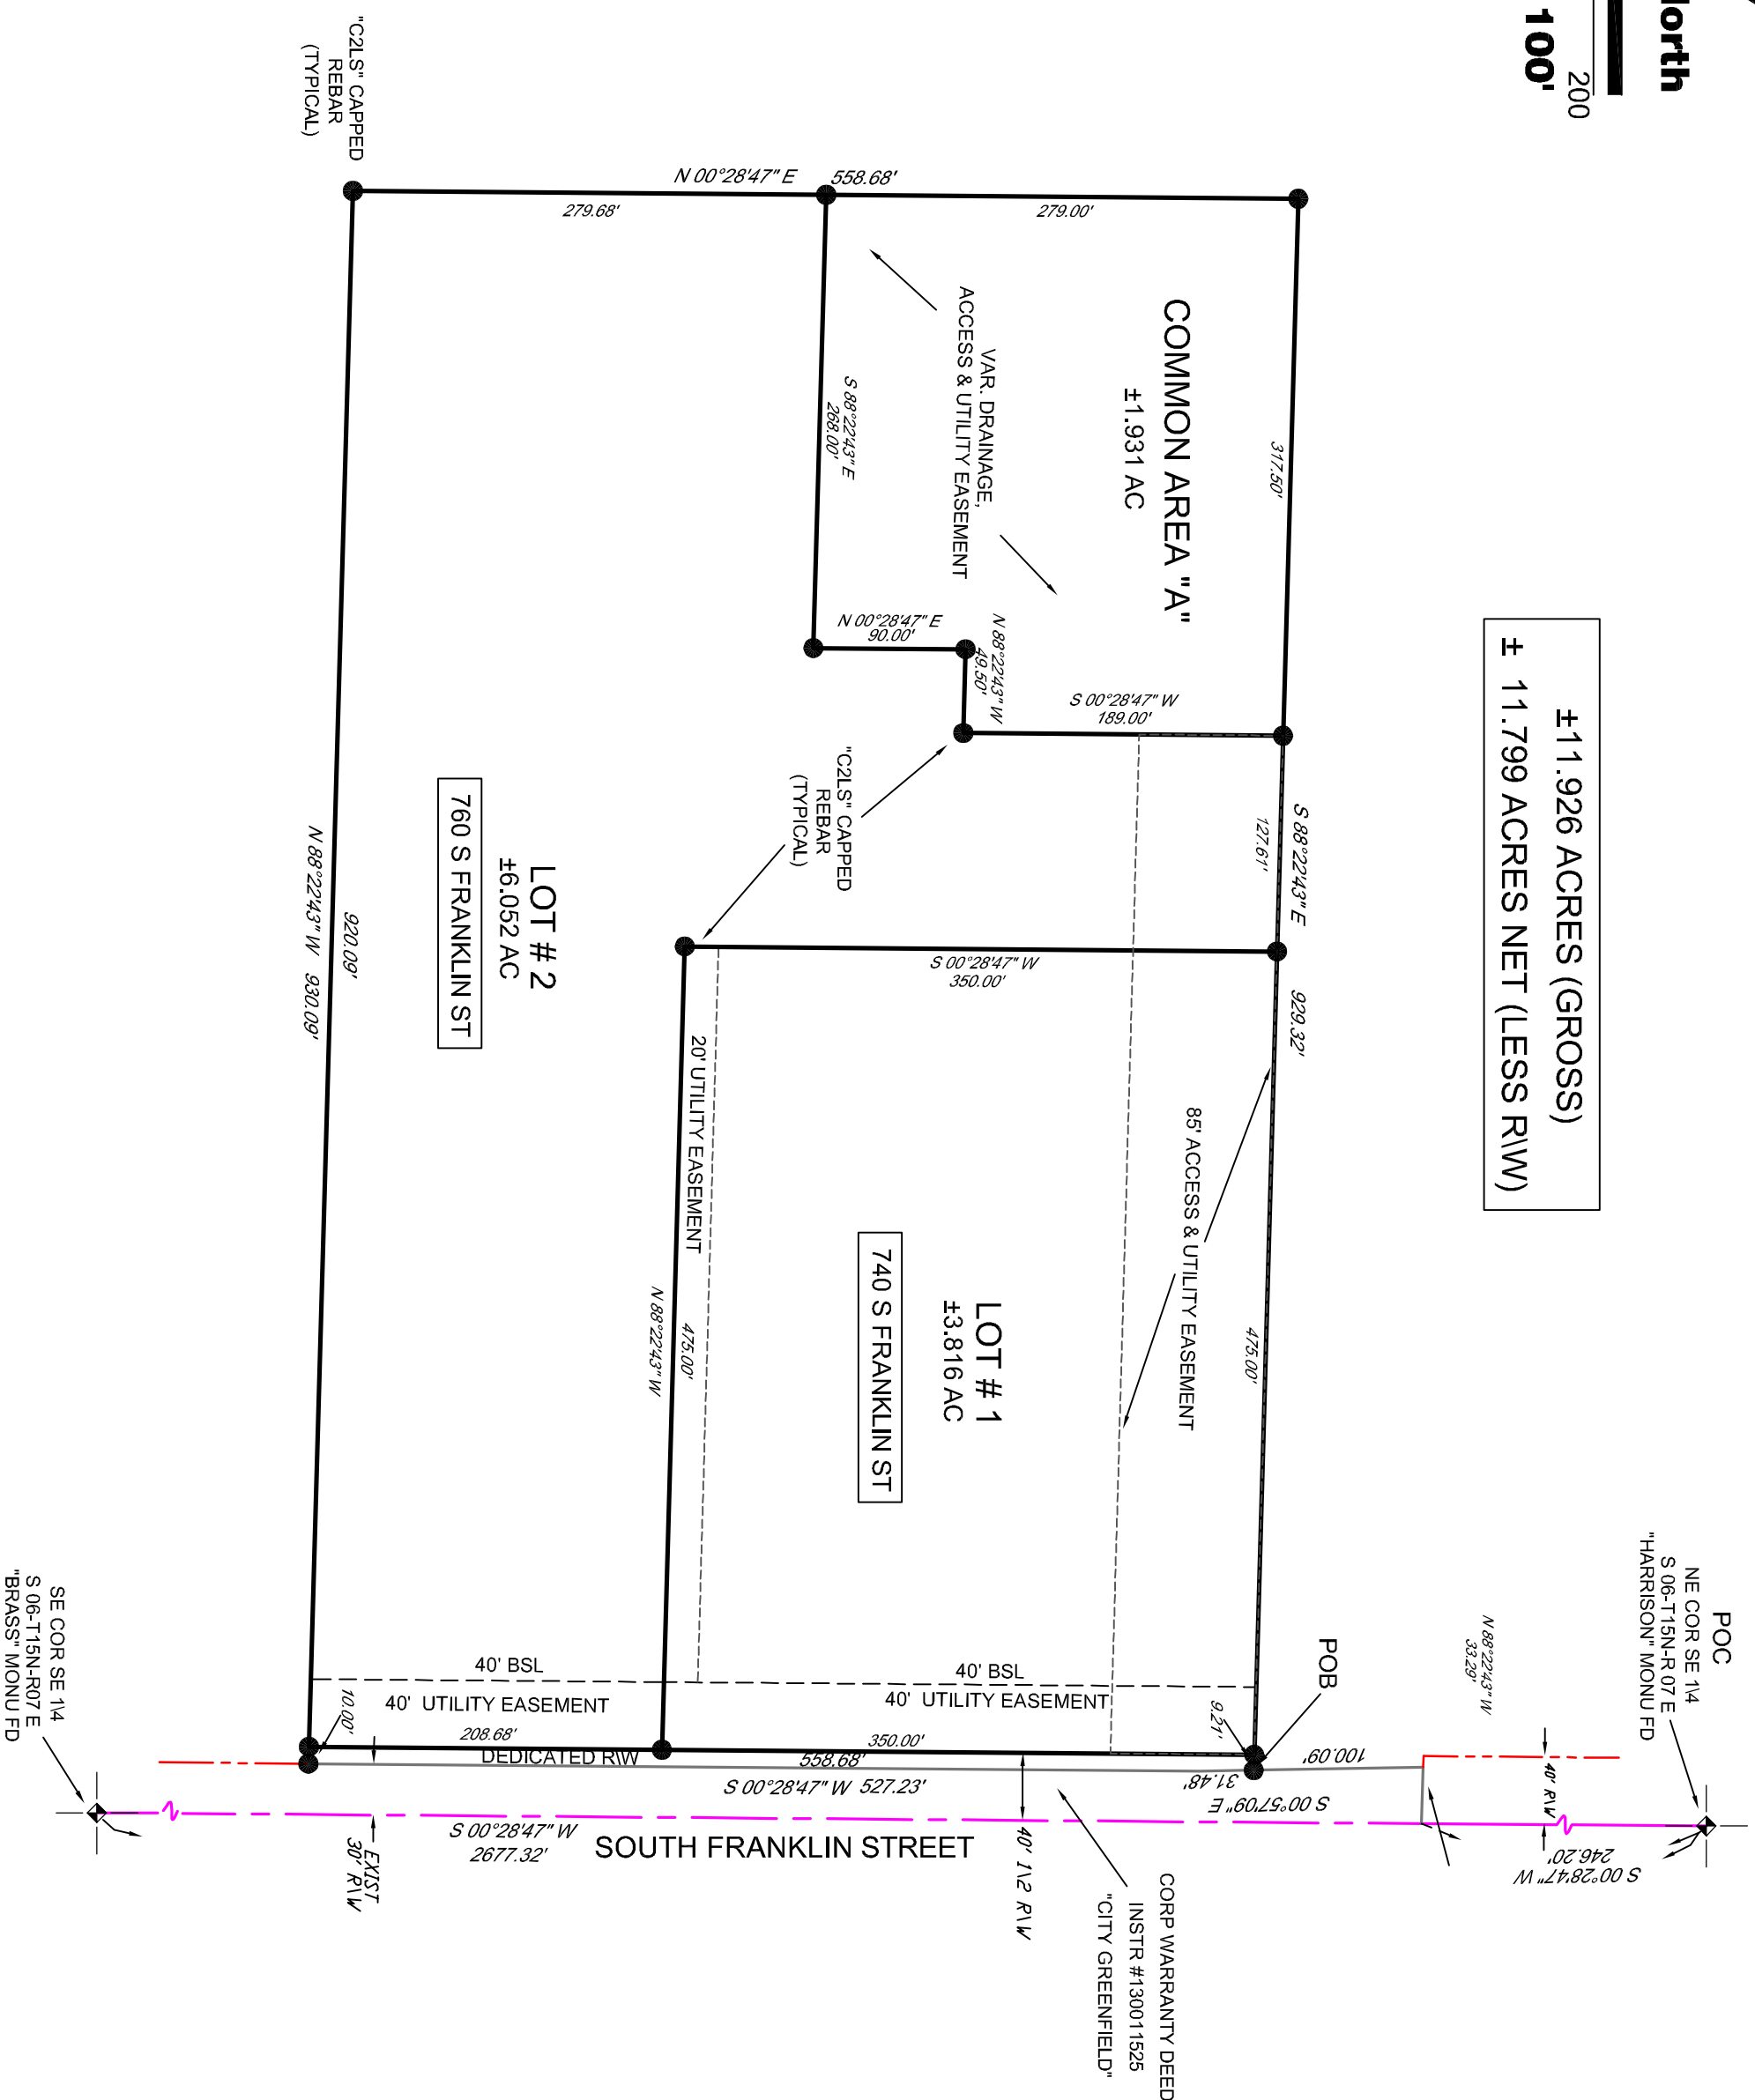 North
200
100'
±11.926 ACRES (GROSS)
± 11.799 ACRES NET (LESS R\W)
POC
NE COR SE 1\4
S 06-T15N-R 07 E
"HARRISON" MONU FD
N 88°22'43" W
33.29'
40' R\W
S 00°28'47" W
246.20'
POB
100.09'
9.21'
31.48'
S 00°57'09" E
"C2LS" CAPPED
REBAR
(TYPICAL)
N 00°28'47" E 558.68'
279.68'
279.00'
317.50'
COMMON AREA "A"
±1.931 AC
VAR. DRAINAGE,
ACCESS & UTILITY EASEMENT
S 88°22'43" E
268.00'
N 00°28'47" E
90.00'
N 88°22'43" W
49.50'
S 00°28'47" W
189.00'
S 88°22'43" E 929.32'
127.61'
475.00'
"C2LS" CAPPED
REBAR
(TYPICAL)
S 00°28'47" W
350.00'
85' ACCESS & UTILITY EASEMENT
LOT # 1
±3.816 AC
740 S FRANKLIN ST
20' UTILITY EASEMENT
475.00'
N 88°22'43" W
LOT # 2
±6.052 AC
760 S FRANKLIN ST
920.09'
N 88°22'43" W 930.09'
40' BSL
40' BSL
40' UTILITY EASEMENT
40' UTILITY EASEMENT
10.00'
208.68'
350.00'
DEDICATED R\W
558.68'
S 00°28'47" W 527.23'
S 00°28'47" W
2677.32'
SOUTH FRANKLIN STREET
EXIST
30' R\W
40' 1\2 R\W
CORP WARRANTY DEED
INSTR #130011525
"CITY GREENFIELD"
SE COR SE 1\4
S 06-T15N-R07 E
"BRASS" MONU FD